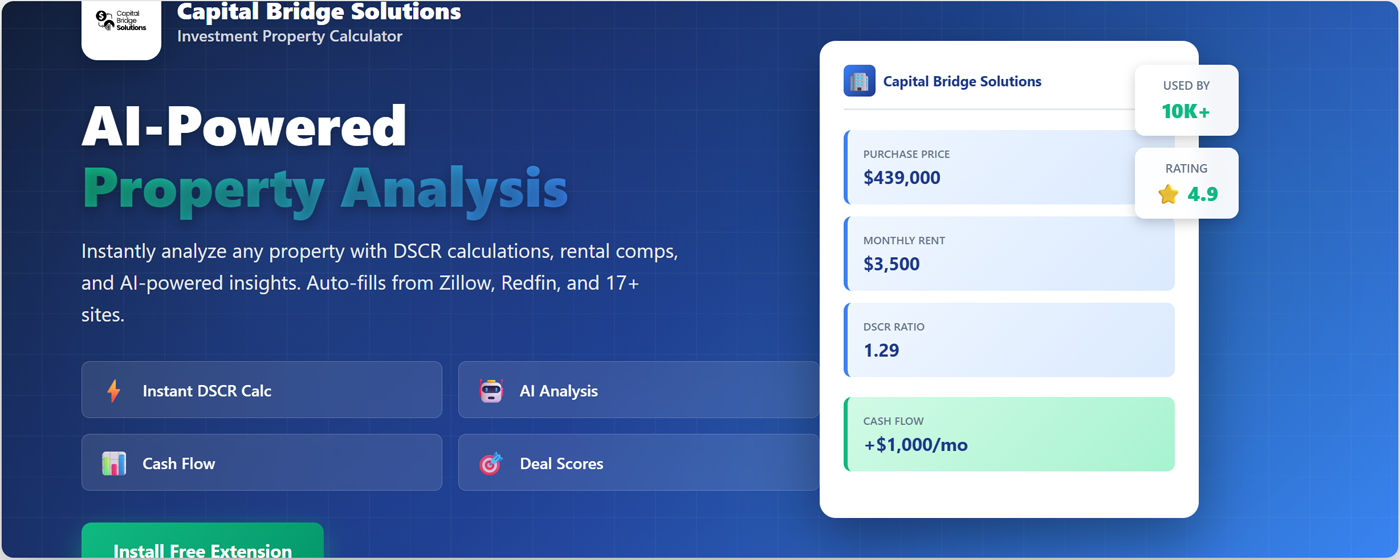 Capital
Bridge
Solutions
Capital Bridge Solutions
Investment Property Calculator
AI-Powered
Property Analysis
Instantly analyze any property with DSCR calculations, rental comps,
and AI-powered insights. Auto-fills from Zillow, Redfin, and 17+
sites.
Instant DSCR Calc
AI Analysis
Cash Flow
Deal Scores
Install Free Extension
Capital Bridge Solutions
PURCHASE PRICE
$439,000
MONTHLY RENT
$3,500
DSCR RATIO
1.29
CASH FLOW
+$1,000/mo
USED BY
10K+
RATING
⭐ 4.9